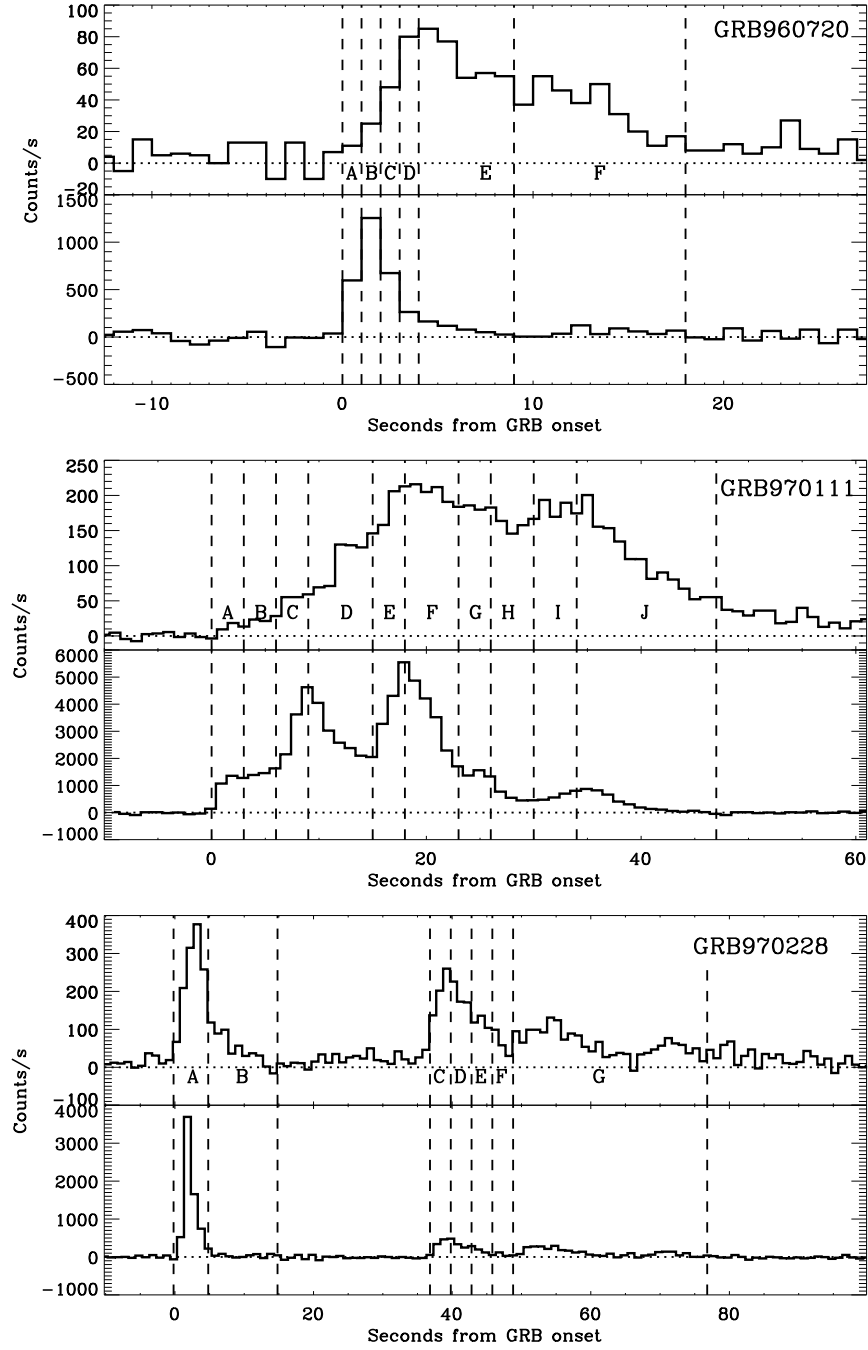 100
GRB960720
80
60
40
20
0
A B C D E F
-20
Counts/s
1500
1000
500
0
-500
-10 0 10 20
Seconds from GRB onset
250
200
GRB970111
150
100
50
A B C D E F G H I J
0
Counts/s
6000
5000
4000
3000
2000
1000
0
-1000
0 20 40 60
Seconds from GRB onset
400
GRB970228
300
200
100
0
A B C D E F G
-100
Counts/s
4000
3000
2000
1000
0
-1000
0 20 40 60 80
Seconds from GRB onset